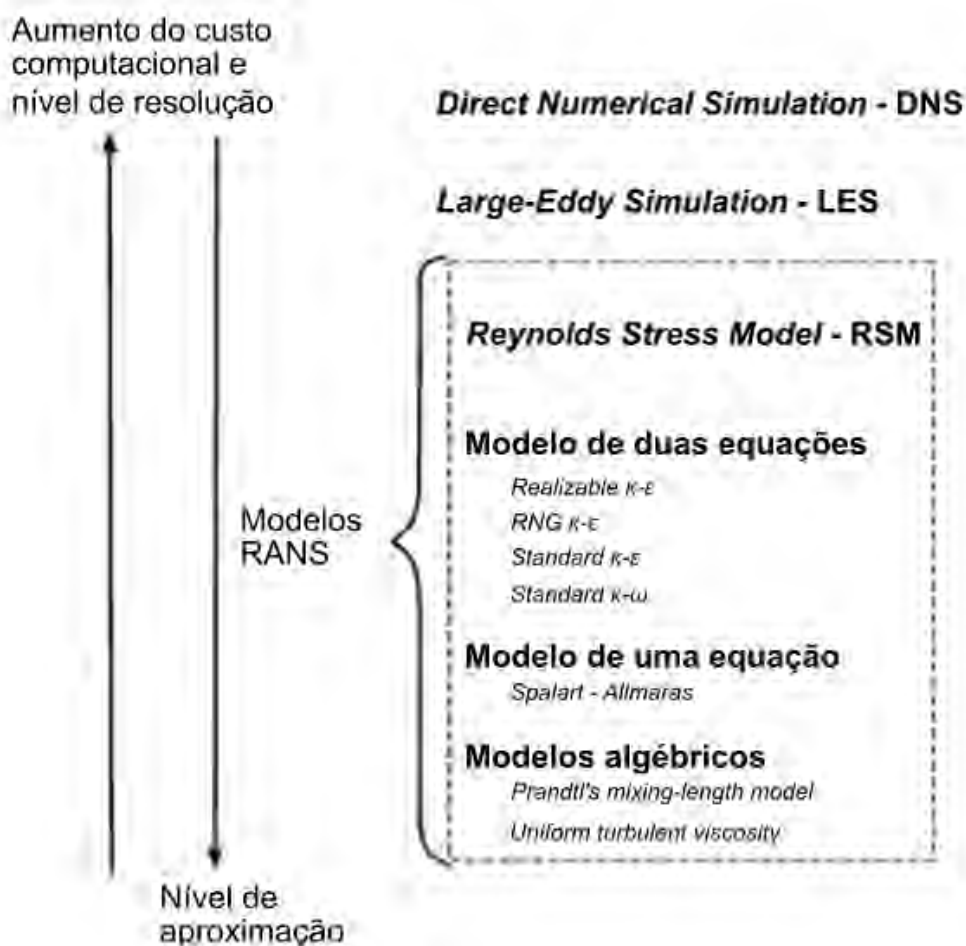 Aumento do custo
computacional e
nível de resolução
Direct Numerical Simulation - DNS
Large-Eddy Simulation - LES
Reynolds Stress Model - RSM
Modelo de duas equações
Realizable κ-ε
RNG κ-ε
Standard κ-ε
Standard κ-ω
Modelos
RANS
Modelo de uma equação
Spalart - Allmaras
Modelos algébricos
Prandtl's mixing-length model
Uniform turbulent viscosity
Nível de
aproximação